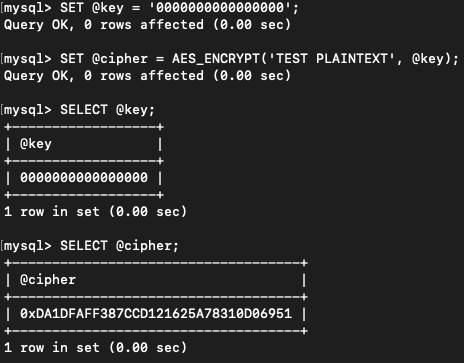 [mysql> SET @key = '0000000000000000';
Query OK, 0 rows affected (0.00 sec)
[mysql> SET @cipher = AES_ENCRYPT('TEST PLAINTEXT', @key);
Query OK, 0 rows affected (0.00 sec)
[mysql> SELECT @key;
+------------------+
| @key             |
+------------------+
| 0000000000000000 |
+------------------+
1 row in set (0.00 sec)
[mysql> SELECT @cipher;
+------------------------------------+
| @cipher                            |
+------------------------------------+
| 0xDA1DFAFF387CCD121625A78310D06951 |
+------------------------------------+
1 row in set (0.00 sec)